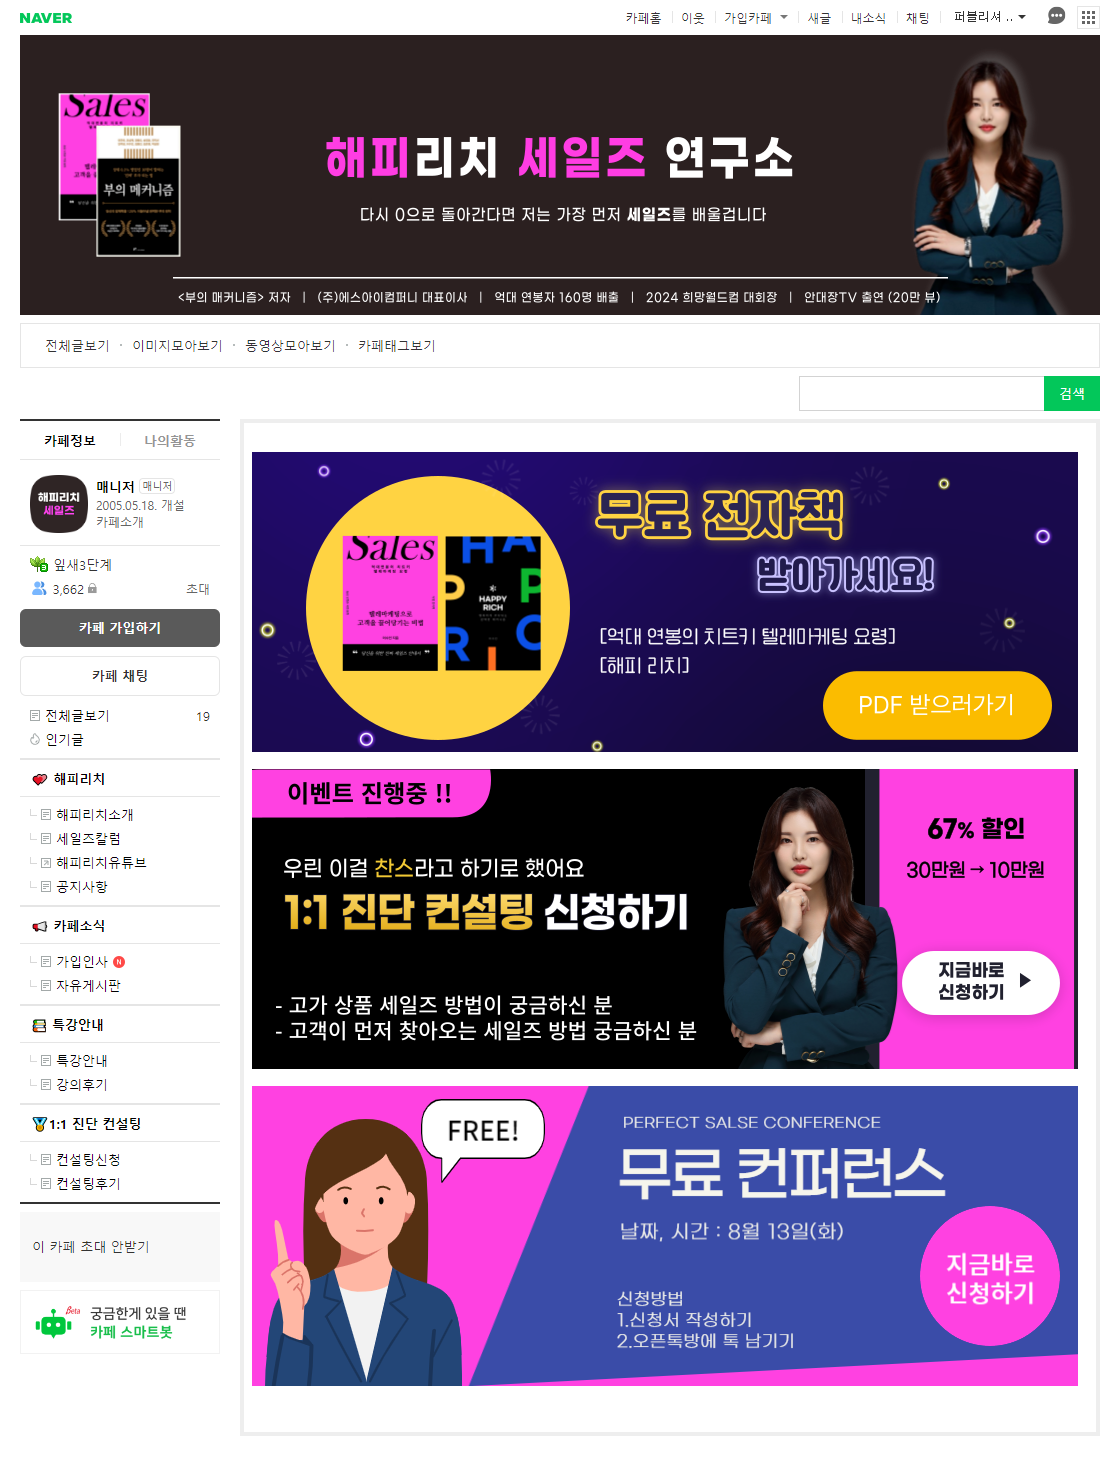 NAVER
카페홈 이웃 가입카페 새글 내소식 채팅 퍼블리셔 ..
Sales
부의 메커니즘
해피리치 세일즈 연구소
다시 0으로 돌아간다면 저는 가장 먼저 세일즈를 배울겁니다
<부의 매커니즘> 저자 | (주)에스아이컴퍼니 대표이사 | 억대 연봉자 160명 배출 | 2024 희망월드컵 대회장 | 안대장TV 출연 (20만 뷰)
전체글보기 · 이미지모아보기 · 동영상모아보기 · 카페태그보기
검색
카페정보 나의활동
해피리치
세일즈
매니저 매니저
2005.05.18. 개설
카페소개
잎새3단계
3,662 초대
카페 가입하기
카페 채팅
전체글보기 19
인기글
해피리치
해피리치소개
세일즈칼럼
해피리치유튜브
공지사항
카페소식
가입인사 N
자유게시판
특강안내
특강안내
강의후기
1:1 진단 컨설팅
컨설팅신청
컨설팅후기
이 카페 초대 안받기
Beta
궁금한게 있을 땐
카페 스마트봇
Sales
텔레마케팅으로
고객을 끌어당기는 비법
HAPPY
RICH
무료 전자책
받아가세요!
[억대 연봉의 치트키 텔레마케팅 요령]
[해피 리치]
PDF 받으러가기
이벤트 진행중 !!
우린 이걸 찬스라고 하기로 했어요
1:1 진단 컨설팅 신청하기
- 고가 상품 세일즈 방법이 궁금하신 분
- 고객이 먼저 찾아오는 세일즈 방법 궁금하신 분
67% 할인
30만원 → 10만원
지금바로
신청하기
FREE!
PERFECT SALSE CONFERENCE
무료 컨퍼런스
날짜, 시간 : 8월 13일(화)
신청방법
1.신청서 작성하기
2.오픈톡방에 톡 남기기
지금바로
신청하기